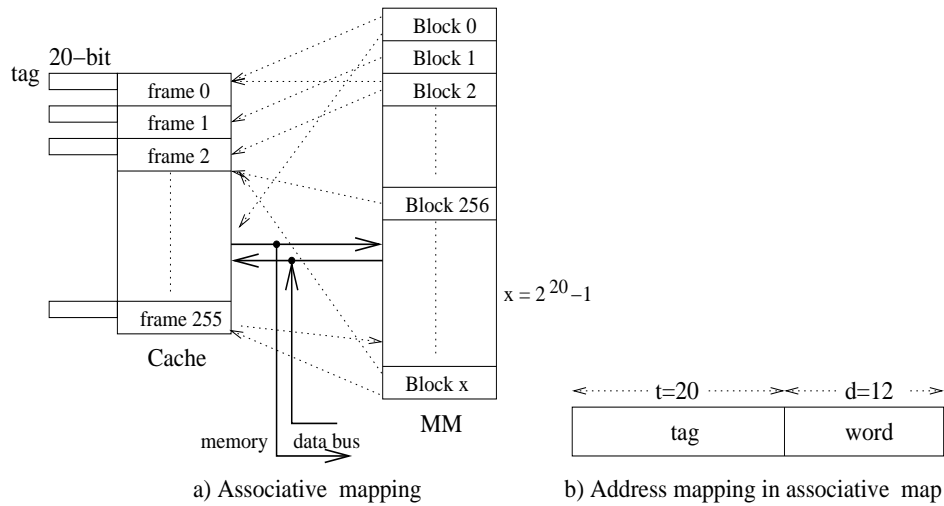 20−bit
tag
frame 0
frame 1
frame 2
frame 255
Cache
Block 0
Block 1
Block 2
Block 256
x = 2^20 −1
Block x
MM
memory
data bus
a) Associative mapping
t=20
d=12
tag
word
b) Address mapping in associative map